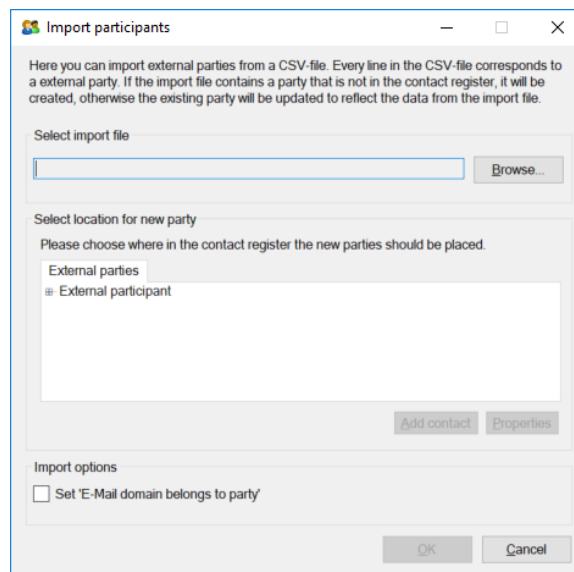 Import participants
Here you can import external parties from a CSV-file. Every line in the CSV-file corresponds to
a external party. If the import file contains a party that is not in the contact register, it will be
created, otherwise the existing party will be updated to reflect the data from the import file.
Select import file
Browse...
Select location for new party
Please choose where in the contact register the new parties should be placed.
External parties
External participant
Add contact Properties
Import options
Set 'E-Mail domain belongs to party'
OK Cancel